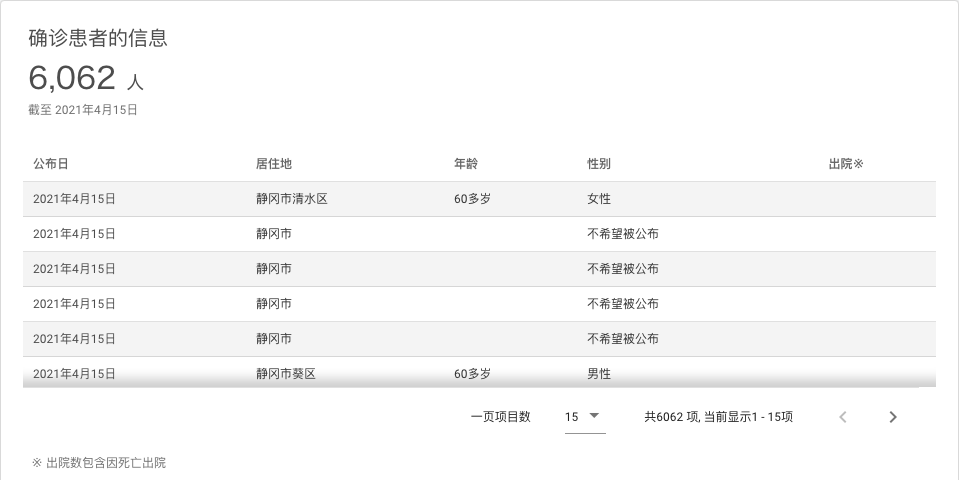 确诊患者的信息
6,062 人
截至 2021年4月15日
公布日 居住地 年龄 性别 出院※
2021年4月15日 静冈市清水区 60多岁 女性
2021年4月15日 静冈市 不希望被公布
2021年4月15日 静冈市 不希望被公布
2021年4月15日 静冈市 不希望被公布
2021年4月15日 静冈市 不希望被公布
2021年4月15日 静冈市葵区 60多岁 男性
一页项目数 15 共6062 项, 当前显示1 - 15项
※ 出院数包含因死亡出院